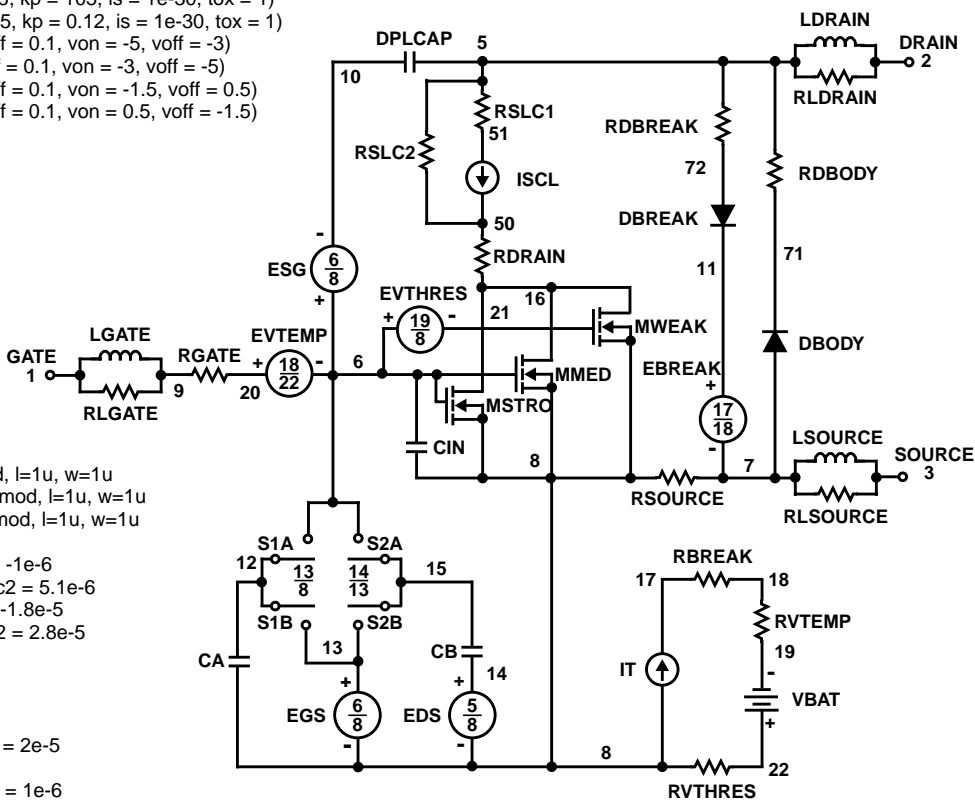 5, kp = 105, is = 1e-30, tox = 1)
5, kp = 0.12, is = 1e-30, tox = 1)
ff = 0.1, von = -5, voff = -3)
f = 0.1, von = -3, voff = -5)
ff = 0.1, von = -1.5, voff = 0.5)
ff = 0.1, von = 0.5, voff = -1.5)
LDRAIN
DPLCAP
5
DRAIN
2
10
RLDRAIN
RSLC1
51
RDBREAK
RSLC2
72
RDBODY
ISCL
DBREAK
50
- 
RDRAIN
71
ESG
6
8
11
+
EVTHRES
16
21
+ 19 -
8
MWEAK
LGATE
EVTEMP
DBODY
GATE
1
RGATE
+ 18 -
22
6
MMED
EBREAK
+
9
20
MSTRO
17
18
RLGATE
LSOURCE
CIN
-
SOURCE
3
8
7
RSOURCE
RLSOURCE
d, l=1u, w=1u
mod, l=1u, w=1u
mod, l=1u, w=1u
S1A
S2A
-1e-6
12
RBREAK
c2 = 5.1e-6
13
8
14
13
15
17
18
-1.8e-5
2 = 2.8e-5
S1B
S2B
RVTEMP
13
CB
19
CA
14
IT
-
+
+
VBAT
EGS
6
8
EDS
5
8
+
-
-
= 2e-5
8
22
= 1e-6
RVTHRES